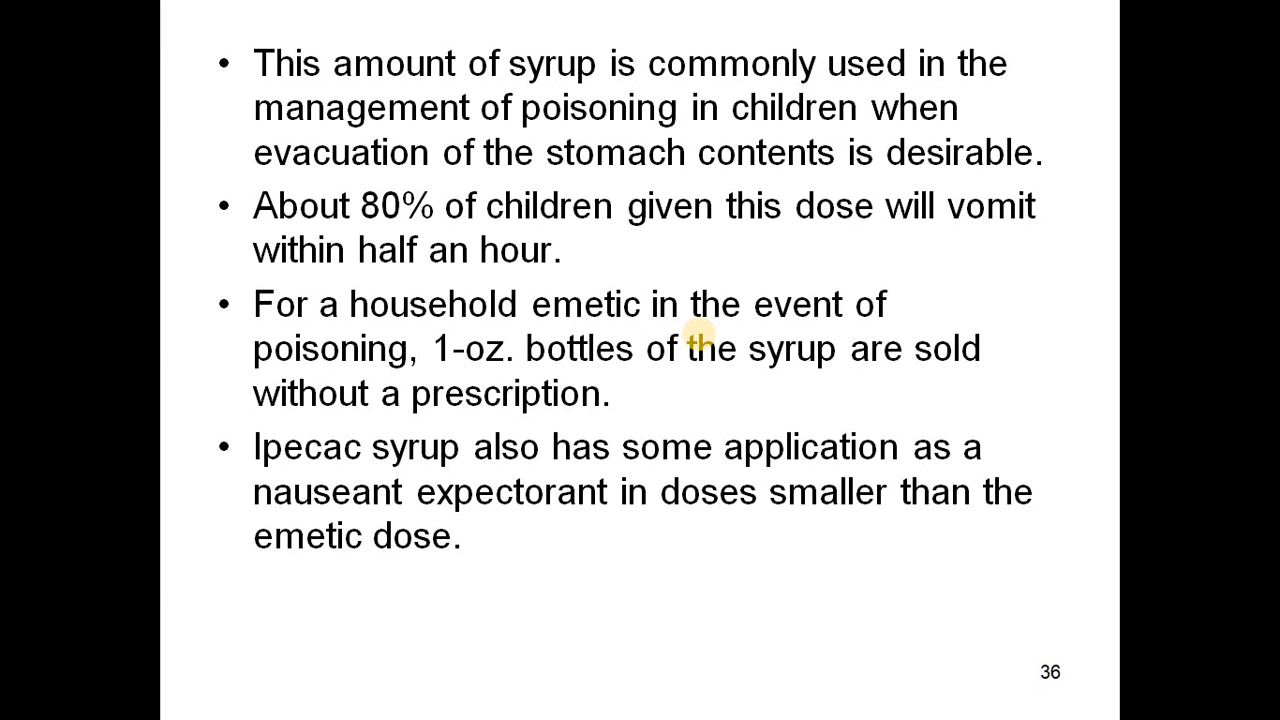 • This amount of syrup is commonly used in the
management of poisoning in children when
evacuation of the stomach contents is desirable.
• About 80% of children given this dose will vomit
within half an hour.
• For a household emetic in the event of
poisoning, 1-oz. bottles of the syrup are sold
without a prescription.
• Ipecac syrup also has some application as a
nauseant expectorant in doses smaller than the
emetic dose.
36